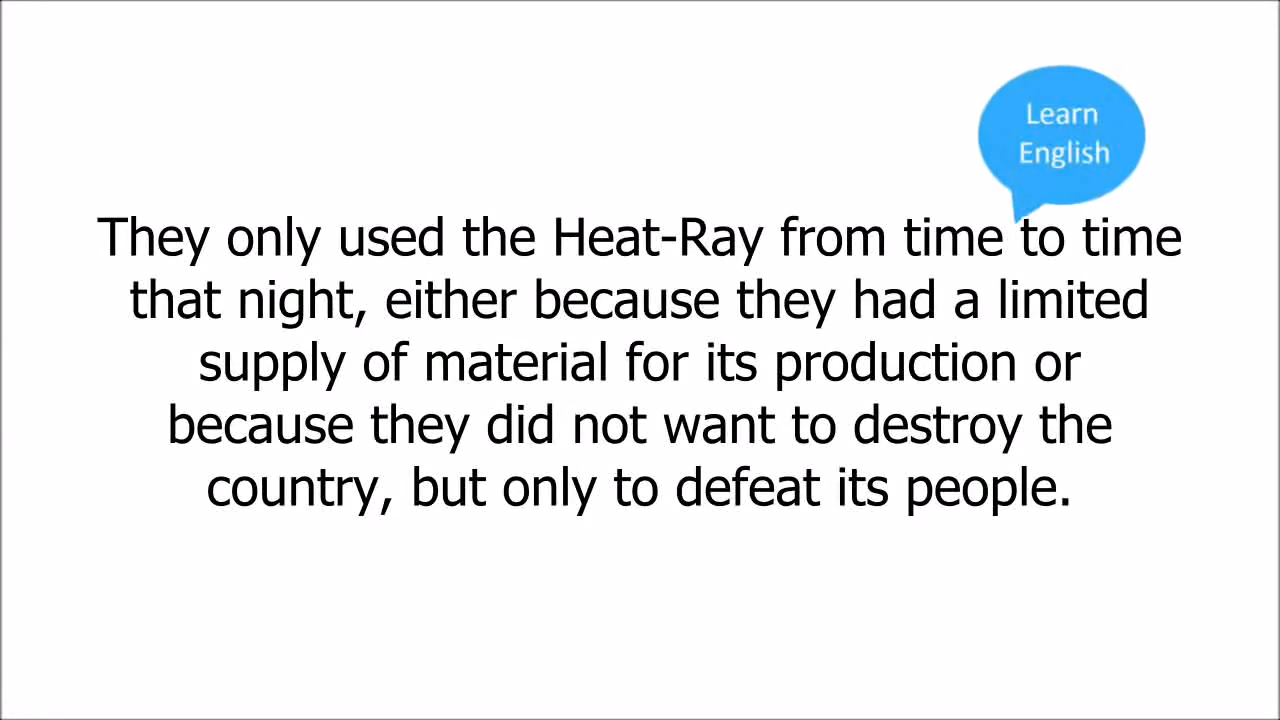 Learn
English
They only used the Heat-Ray from time to time
that night, either because they had a limited
supply of material for its production or
because they did not want to destroy the
country, but only to defeat its people.